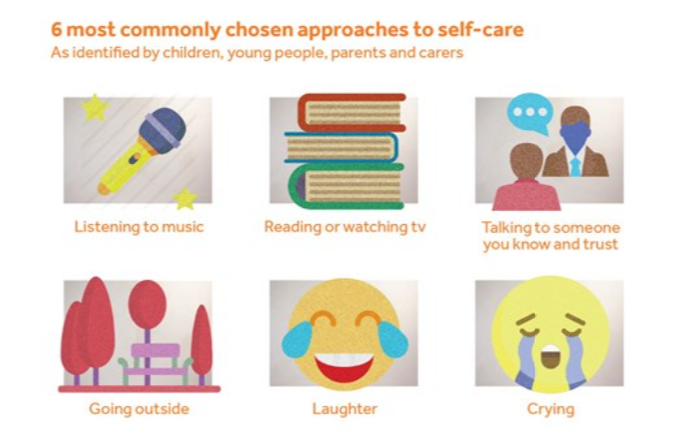 6 most commonly chosen approaches to self-care
As identified by children, young people, parents and carers
Listening to music
Reading or watching tv
Talking to someone
you know and trust
Going outside
Laughter
Crying